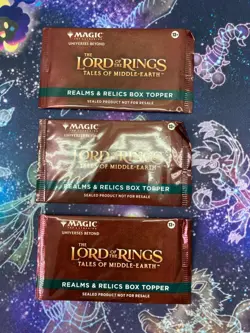 MAGIC
UNIVERSES BEYOND
THE
LORD OF THE RINGS
TALES OF MIDDLE-EARTH™
REALMS & RELICS BOX TOPPER
SEALED PRODUCT NOT FOR RESALE
MAGIC
UNIVERSES BEYOND
THE
LORD OF THE RINGS
TALES OF MIDDLE-EARTH™
REALMS & RELICS BOX TOPPER
SEALED PRODUCT NOT FOR RESALE
MAGIC
UNIVERSES BEYOND
THE
LORD OF THE RINGS
TALES OF MIDDLE-EARTH™
REALMS & RELICS BOX TOPPER
SEALED PRODUCT NOT FOR RESALE